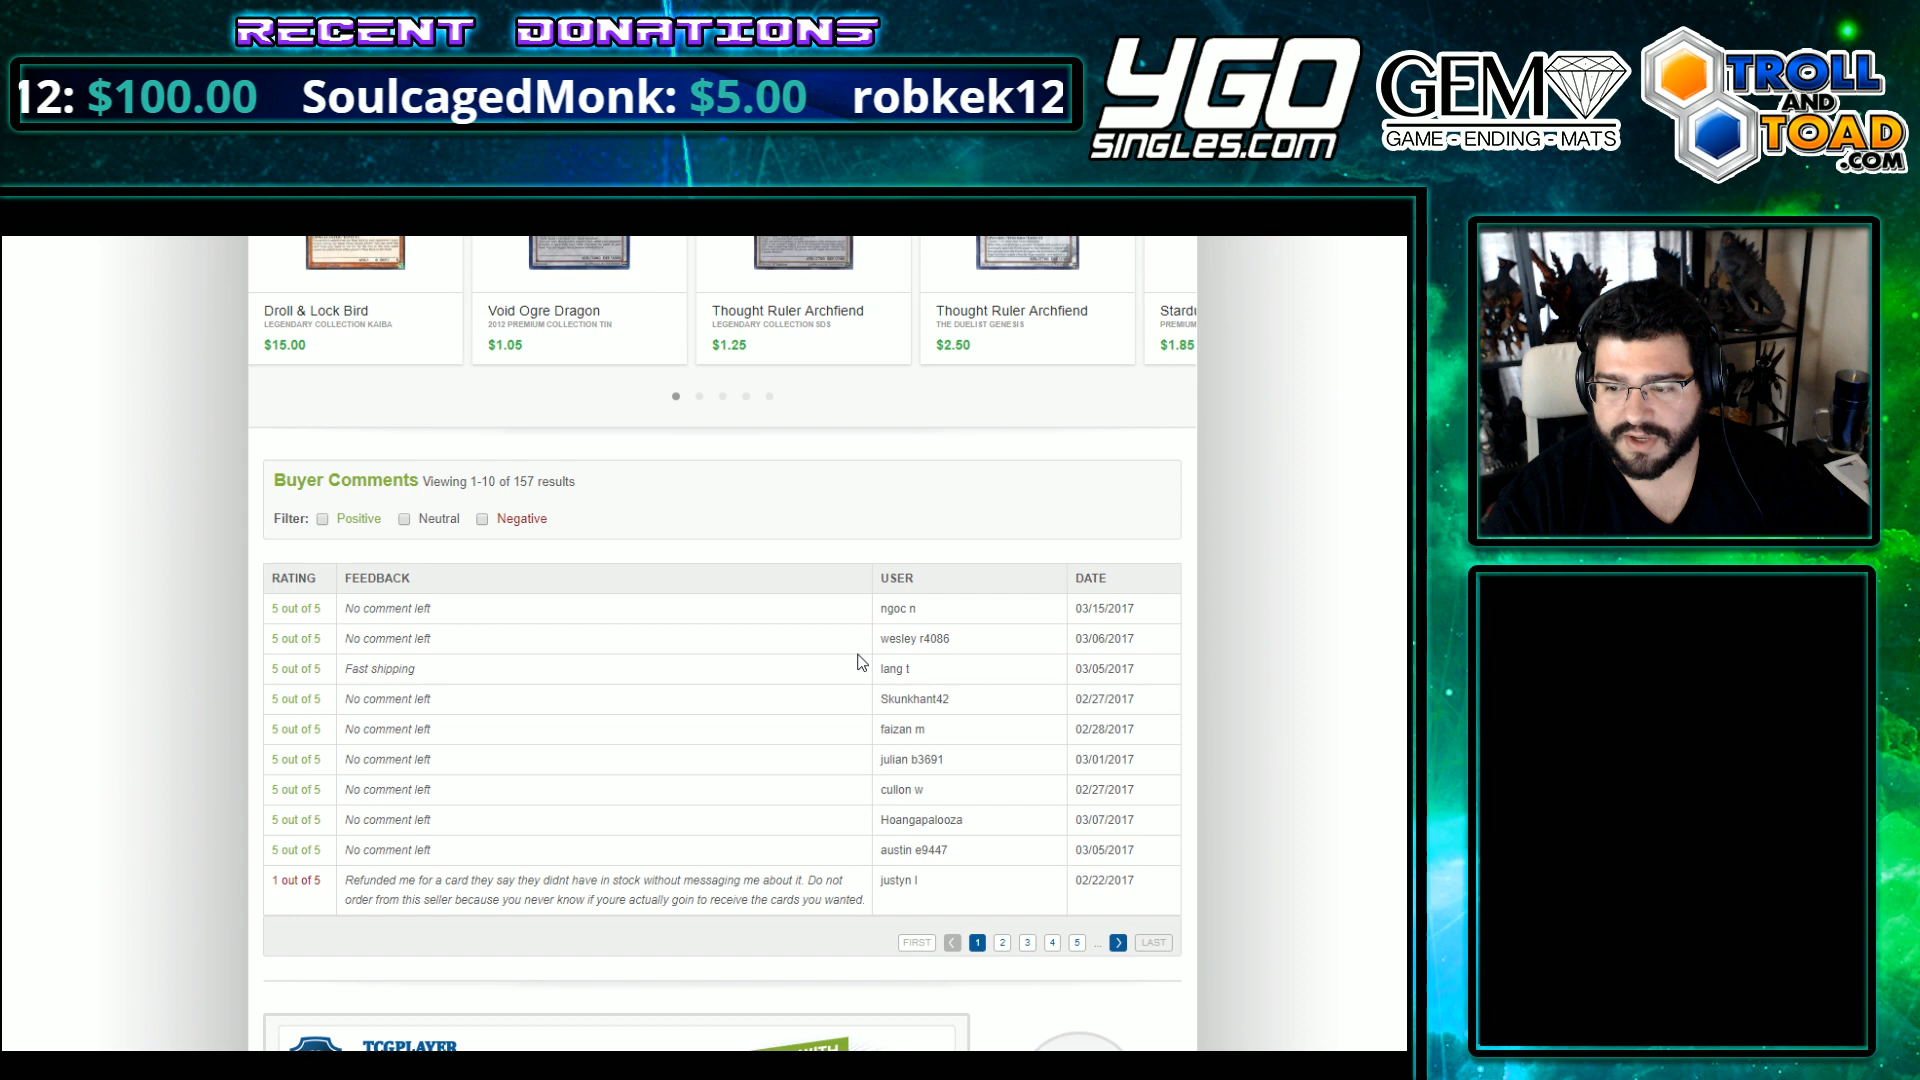 RECENT DONATIONS
12: $100.00 SoulcagedMonk: $5.00 robkek12
YGO
SINGLES.COM
GEM
GAME - ENDING - MATS
TROLL
AND
TOAD
.COM
Droll & Lock Bird
LEGENDARY COLLECTION KAIBA
$15.00
Void Ogre Dragon
2012 PREMIUM COLLECTION TIN
$1.05
Thought Ruler Archfiend
LEGENDARY COLLECTION 5DS
$1.25
Thought Ruler Archfiend
THE DUELIST GENESIS
$2.50
Stardu
PREMIUM
$1.85
Buyer Comments Viewing 1-10 of 157 results
Filter: Positive Neutral Negative
RATING FEEDBACK USER DATE
5 out of 5 No comment left ngoc n 03/15/2017
5 out of 5 No comment left wesley r4086 03/06/2017
5 out of 5 Fast shipping lang t 03/05/2017
5 out of 5 No comment left Skunkhant42 02/27/2017
5 out of 5 No comment left faizan m 02/28/2017
5 out of 5 No comment left julian b3691 03/01/2017
5 out of 5 No comment left cullon w 02/27/2017
5 out of 5 No comment left Hoangapalooza 03/07/2017
5 out of 5 No comment left austin e9447 03/05/2017
1 out of 5 Refunded me for a card they say they didnt have in stock without messaging me about it. Do not justyn l 02/22/2017
order from this seller because you never know if youre actually goin to receive the cards you wanted.
FIRST < 1 2 3 4 5 ... > LAST
TCGPLAYER
WITH